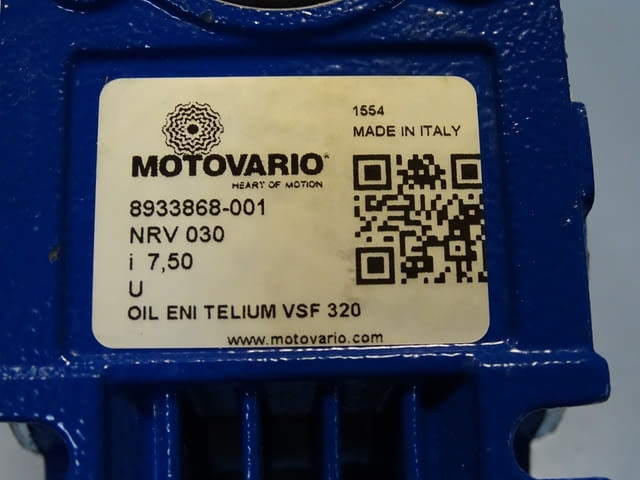 1554
MADE IN ITALY
MOTOVARIO®
HEART OF MOTION
8933868-001
NRV 030
i 7,50
U
OIL ENI TELIUM VSF 320
www.motovario.com